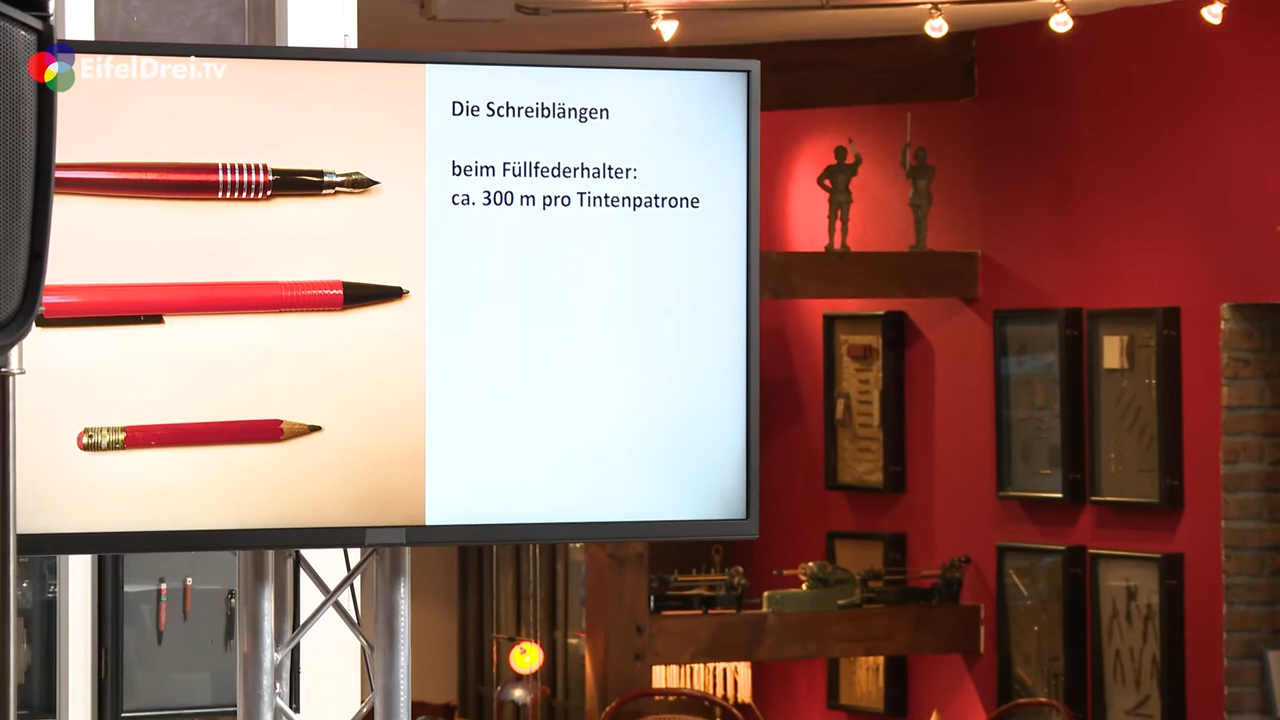 EifelDrei.tv
Die Schreiblängen
beim Füllfederhalter:
ca. 300 m pro Tintenpatrone